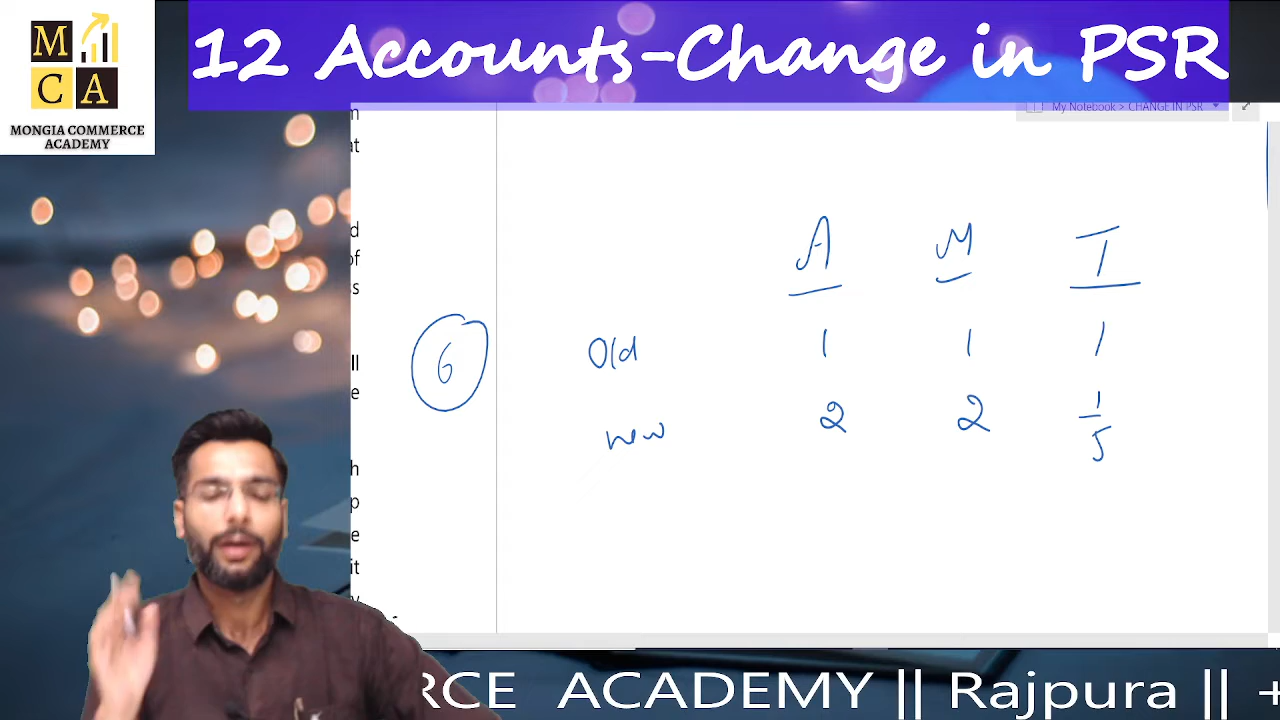 12 Accounts-Change in PSR
M
C A
MONGIA COMMERCE
ACADEMY
My Notebook > CHANGE IN PSR
A M T
6
Old 1 1 1
new 2 2 1/5
RCE ACADEMY || Rajpura || +